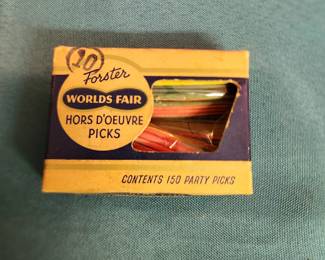 10
Forster
WORLDS FAIR
HORS D'OEUVRE
PICKS
CONTENTS 150 PARTY PICKS